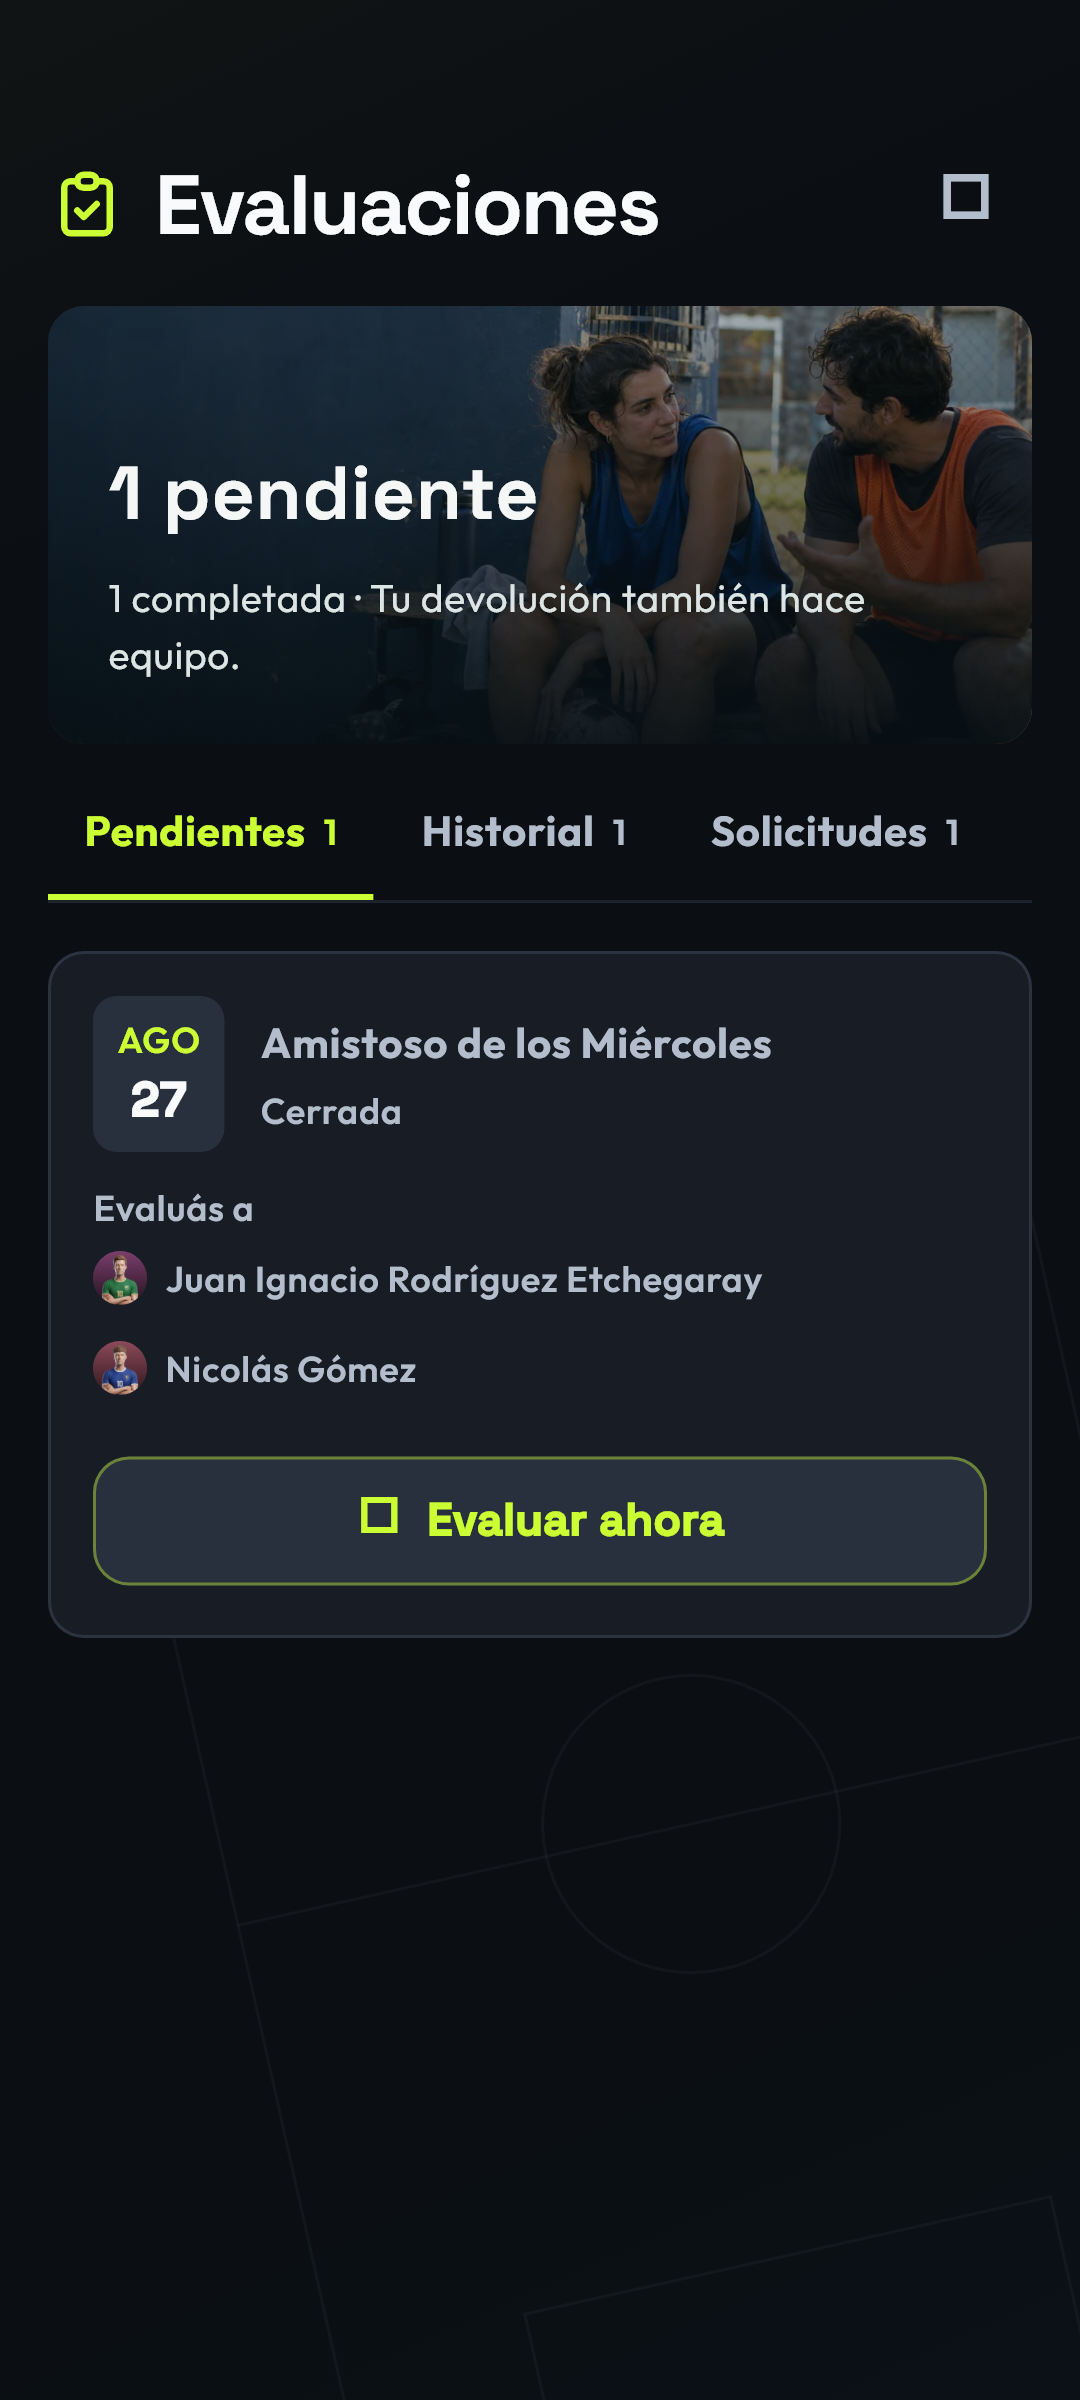 Evaluaciones
1 pendiente
1 completada · Tu devolución también hace
equipo.
Pendientes 1
Historial 1
Solicitudes 1
AGO
27
Amistoso de los Miércoles
Cerrada
Evaluás a
Juan Ignacio Rodríguez Etchegaray
Nicolás Gómez
Evaluar ahora